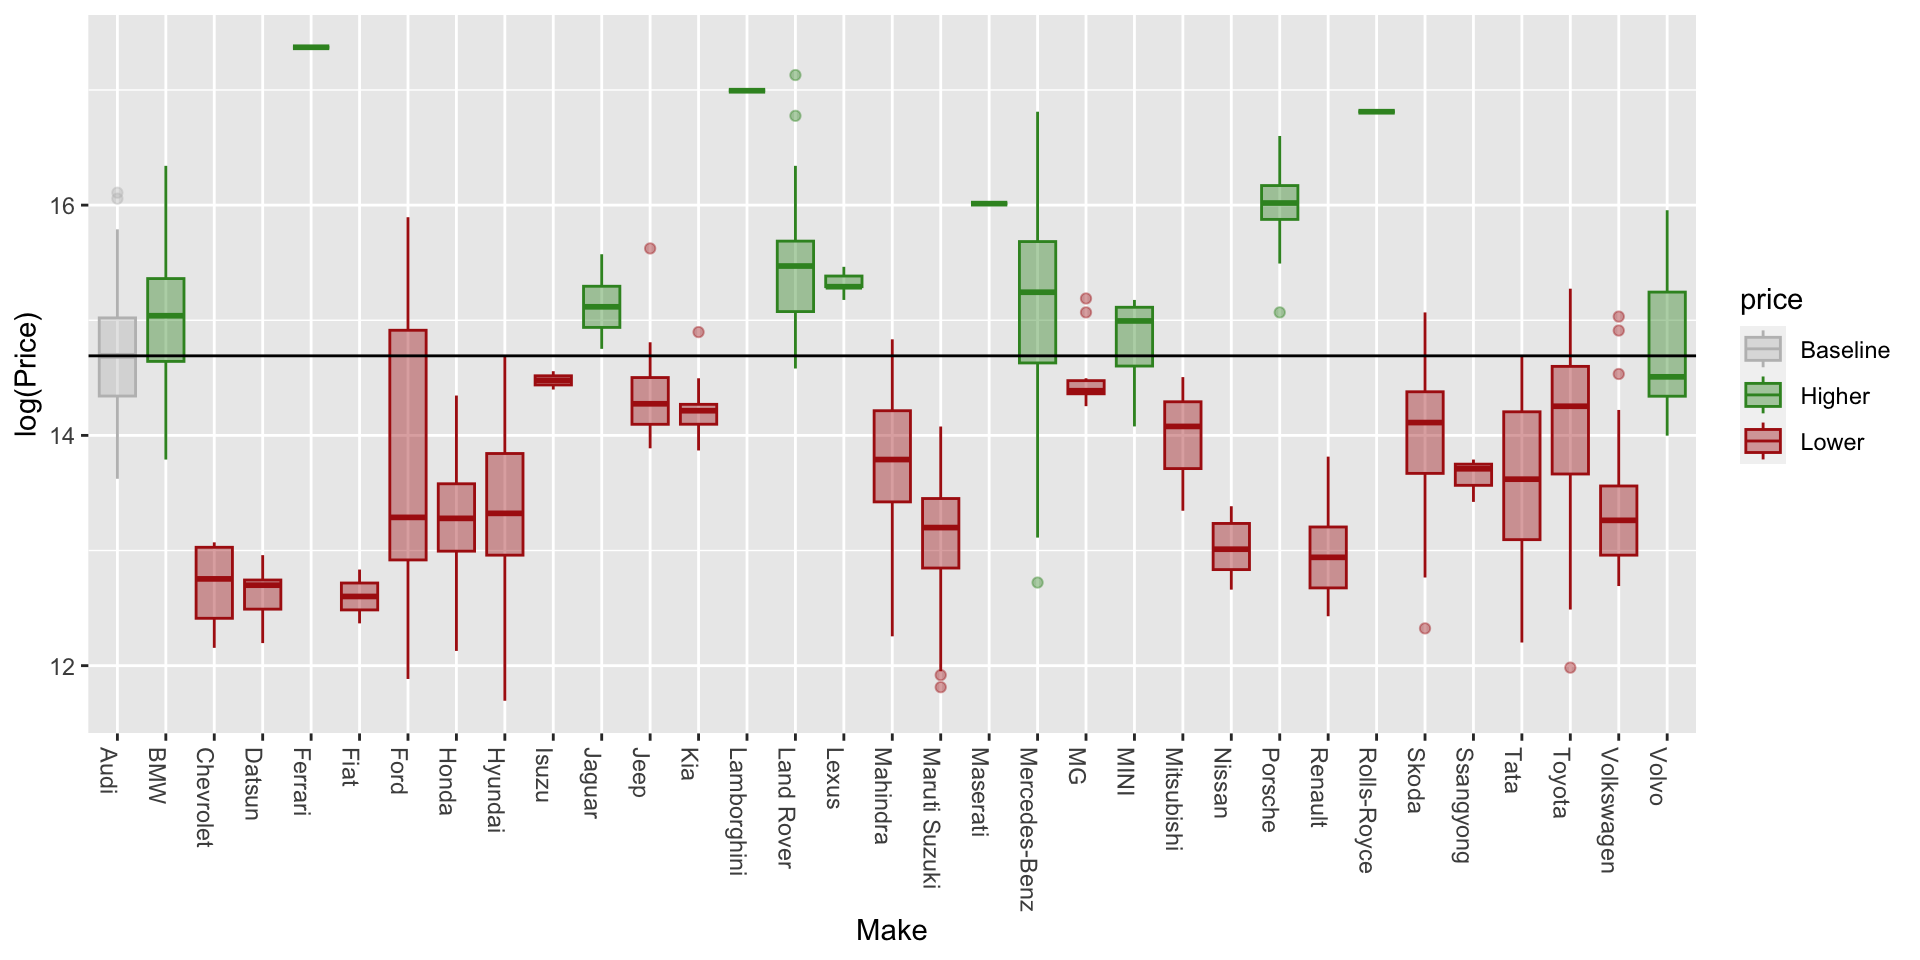 log(Price)
16
14
12
Audi
BMW
Chevrolet
Datsun
Ferrari
Fiat
Ford
Honda
Hyundai
Isuzu
Jaguar
Jeep
Kia
Lamborghini
Land Rover
Lexus
Mahindra
Maruti Suzuki
Maserati
Mercedes-Benz
MG
MINI
Mitsubishi
Nissan
Porsche
Renault
Rolls-Royce
Skoda
Ssangyong
Tata
Toyota
Volkswagen
Volvo
Make
price
Baseline
Higher
Lower